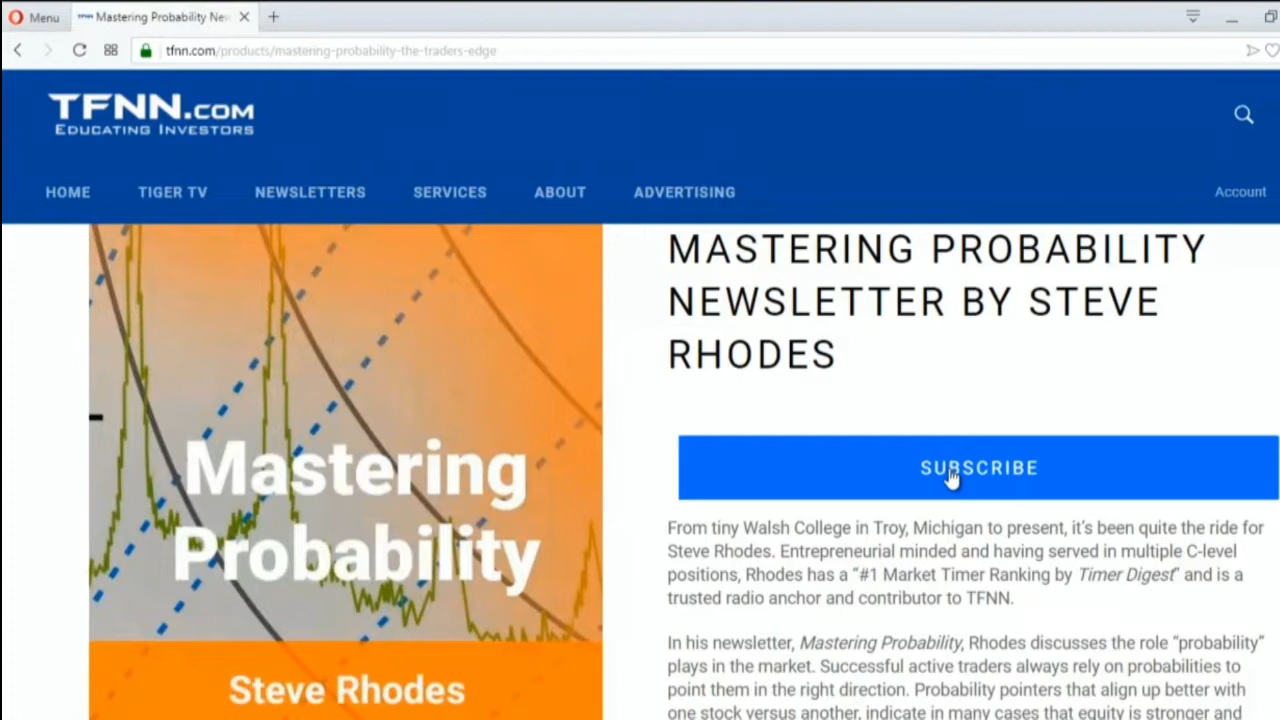 Menu
Mastering Probability Nev
tfnn.com/products/mastering-probability-the-traders-edge
TFNN.COM
EDUCATING INVESTORS
HOME TIGER TV NEWSLETTERS SERVICES ABOUT ADVERTISING Account
MASTERING PROBABILITY
NEWSLETTER BY STEVE
RHODES
SUBSCRIBE
From tiny Walsh College in Troy, Michigan to present, it's been quite the ride for
Steve Rhodes. Entrepreneurial minded and having served in multiple C-level
positions, Rhodes has a “#1 Market Timer Ranking by Timer Digest” and is a
trusted radio anchor and contributor to TFNN.
In his newsletter, Mastering Probability, Rhodes discusses the role “probability”
plays in the market. Successful active traders always rely on probabilities to
point them in the right direction. Probability pointers that align up better with
one stock versus another, indicate in many cases that equity is stronger and
Mastering
Probability
Steve Rhodes